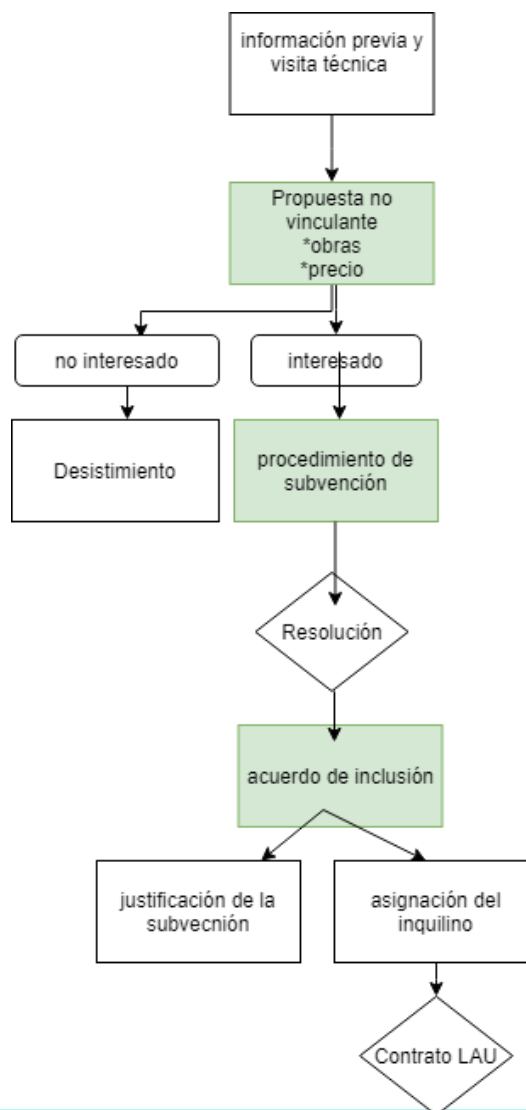 información previa y
visita técnica
Propuesta no
vinculante
*obras
*precio
no interesado
interesado
Desistimiento
procedimiento de
subvención
Resolución
acuerdo de inclusión
justificación de la
subvecnión
asignación del
inquilino
Contrato LAU